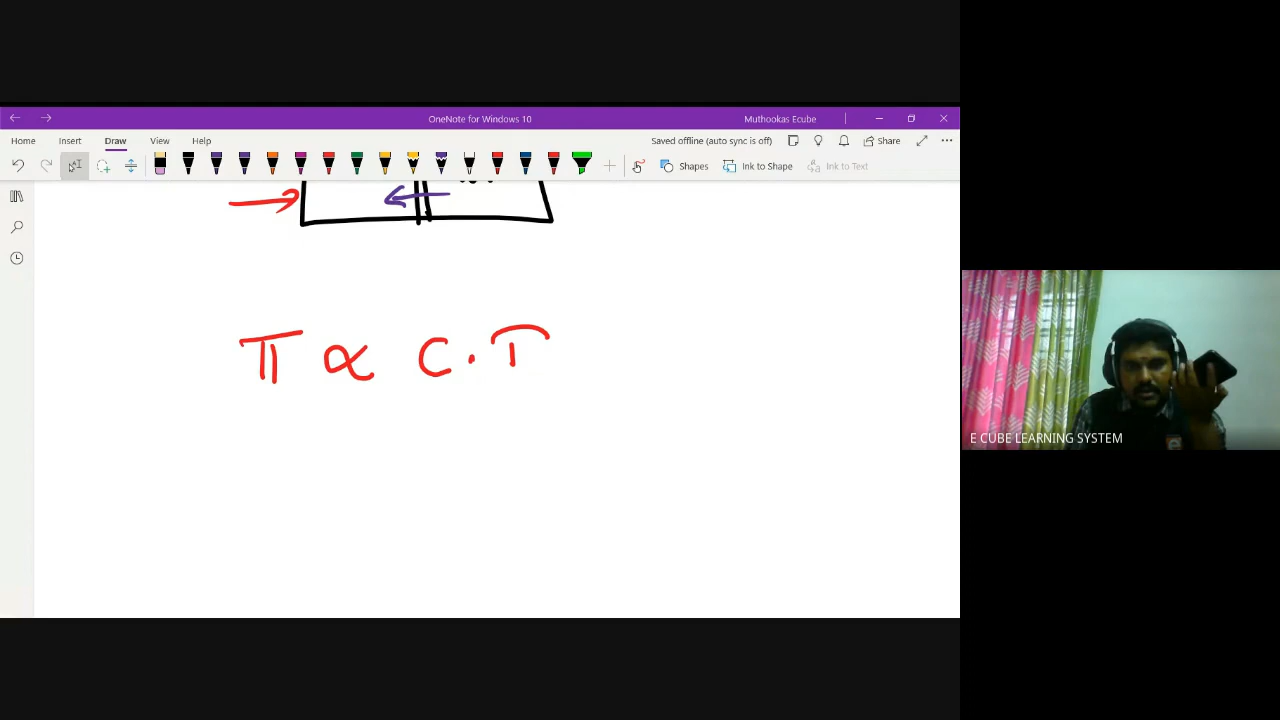 OneNote for Windows 10
Muthookas Ecube
Home Insert Draw View Help
Saved offline (auto sync is off)
Share
Shapes Ink to Shape Ink to Text
π ∝ C . T
E CUBE LEARNING SYSTEM